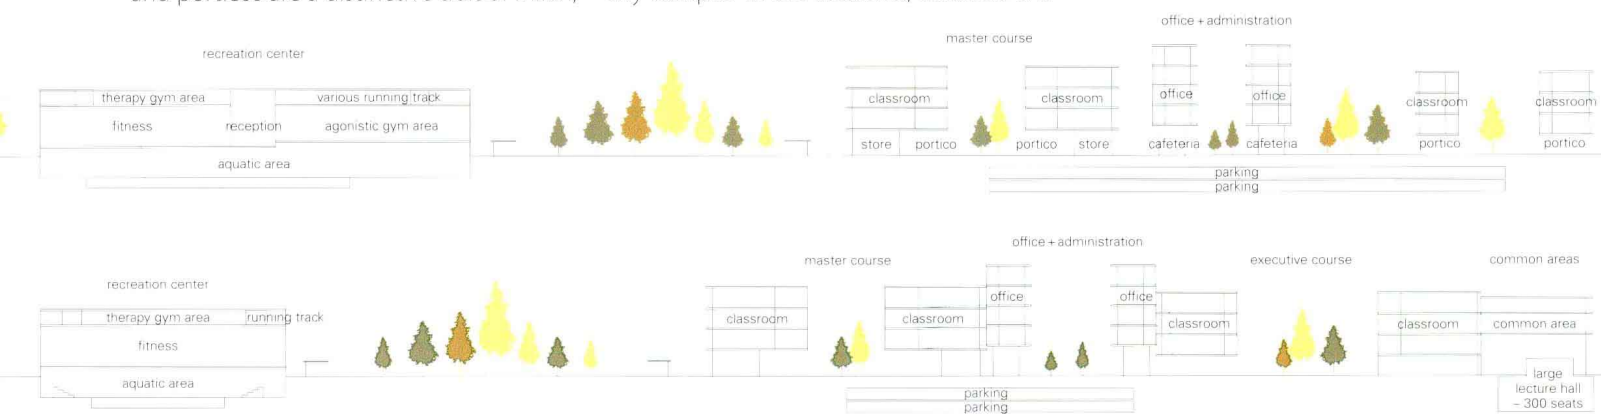 office + administration
master course
recreation center
therapy gym area various running track
classroom classroom office office classroom classroom
fitness reception agonistic gym area
store portico portico store cafeteria cafeteria portico portico
aquatic area
parking
parking
office + administration
master course executive course common areas
recreation center
office office
therapy gym area running track classroom classroom classroom classroom common area
fitness
large
aquatic area lecture hall
parking
~ 300 seats
parking